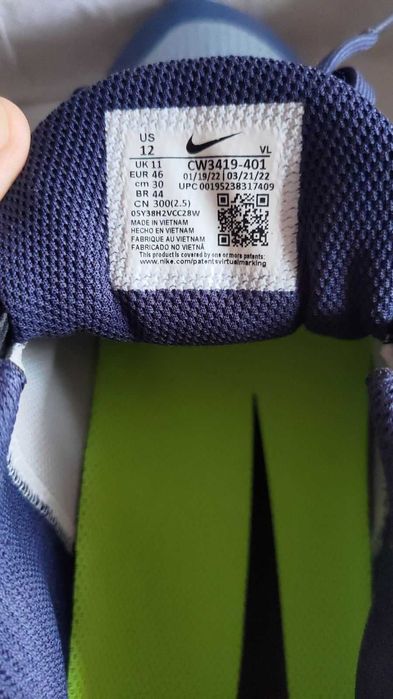 US
12
VL
UK 11
CW3419-401
EUR 46
01/19/22 | 03/21/22
cm 30
UPC 00195238317409
BR 44
CN 300(2.5)
05Y38H2VCC28W
MADE IN VIETNAM
HECHO EN VIETNAM
FABRIQUE AU VIETNAM
FABRICADO NO VIETNÃ
This product is covered by one or more patents:
www.nike.com/patentsvirtualmarking